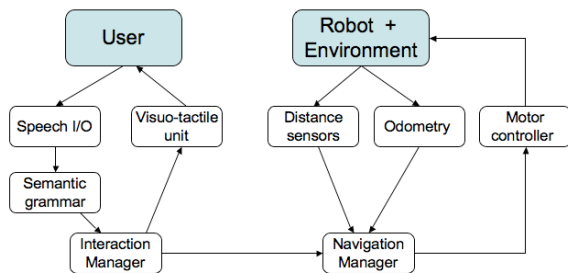 User
Robot +
Environment
Speech I/O
Visuo-tactile
unit
Distance
sensors
Odometry
Motor
controller
Semantic
grammar
Interaction
Manager
Navigation
Manager